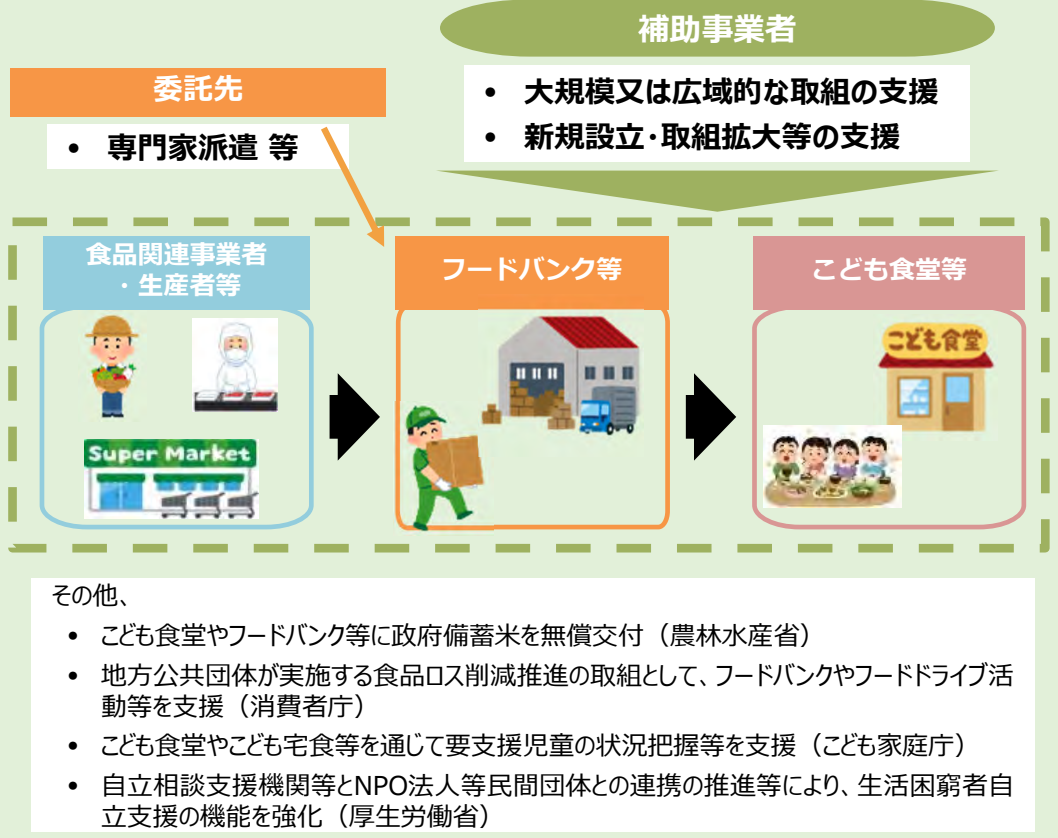 補助事業者
• 大規模又は広域的な取組の支援
• 新規設立・取組拡大等の支援
委託先
• 専門家派遣 等
食品関連事業者
・生産者等
フードバンク等
こども食堂等
Super Market
こども食堂
その他、
• こども食堂やフードバンク等に政府備蓄米を無償交付（農林水産省）
• 地方公共団体が実施する食品ロス削減推進の取組として、フードバンクやフードドライブ活
動等を支援（消費者庁）
• こども食堂やこども宅食等を通じて要支援児童の状況把握等を支援（こども家庭庁）
• 自立相談支援機関等とNPO法人等民間団体との連携の推進等により、生活困窮者自
立支援の機能を強化（厚生労働省）